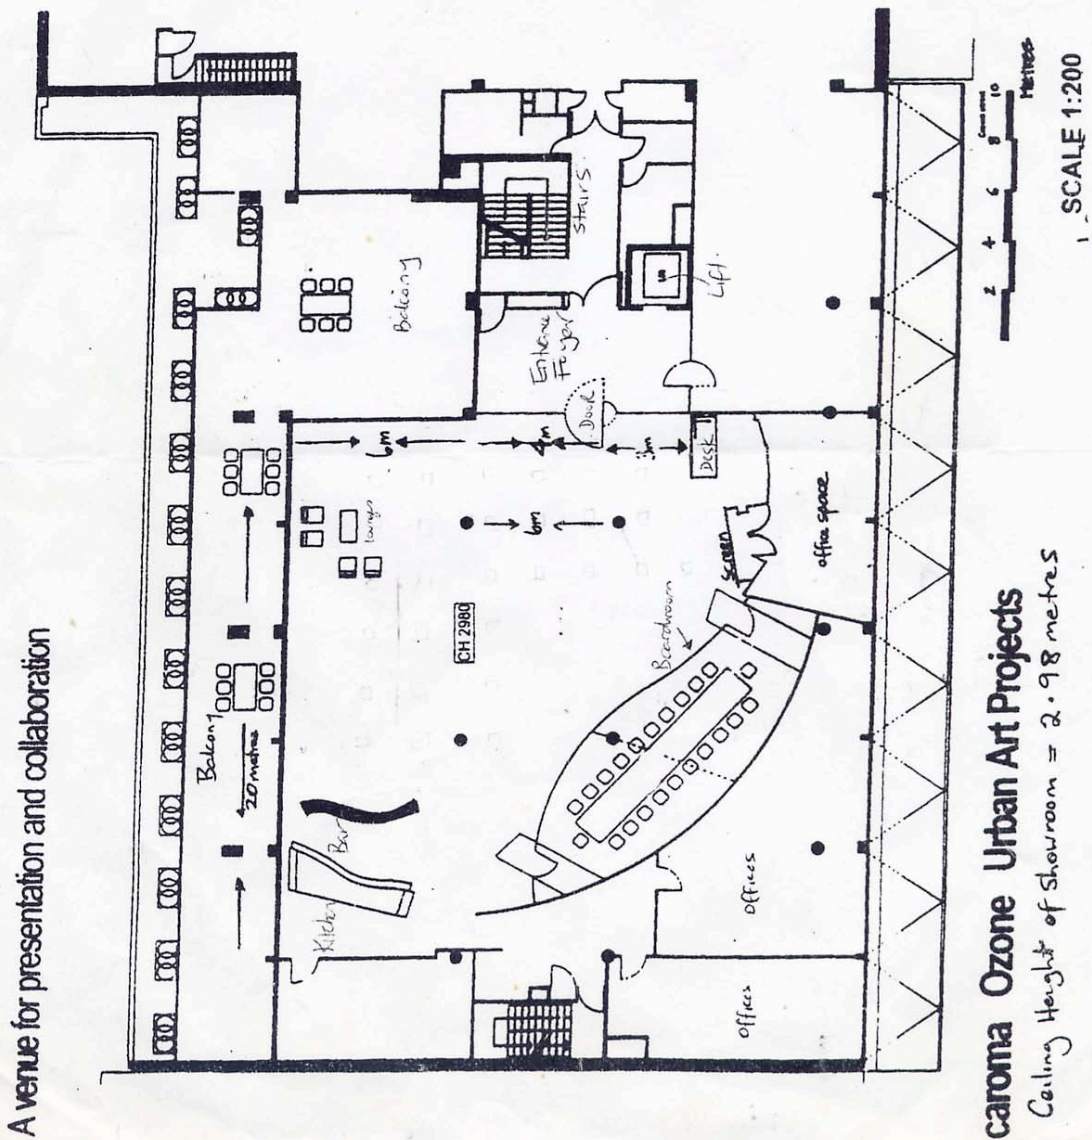 A venue for presentation and collaboration
Balcony
20 metres
Kitchen
Bar
lounge
Balcony
6m
4m
3m
6m
CH 2980
Entrance
Foyer
Door
Desk
stairs
Lift
Screen
Boardroom
office space
Offices
Offices
caroma Ozone Urban Art Projects
Ceiling Height of Showroom = 2.98 metres
2 4 6 8 10
Metres
SCALE 1:200